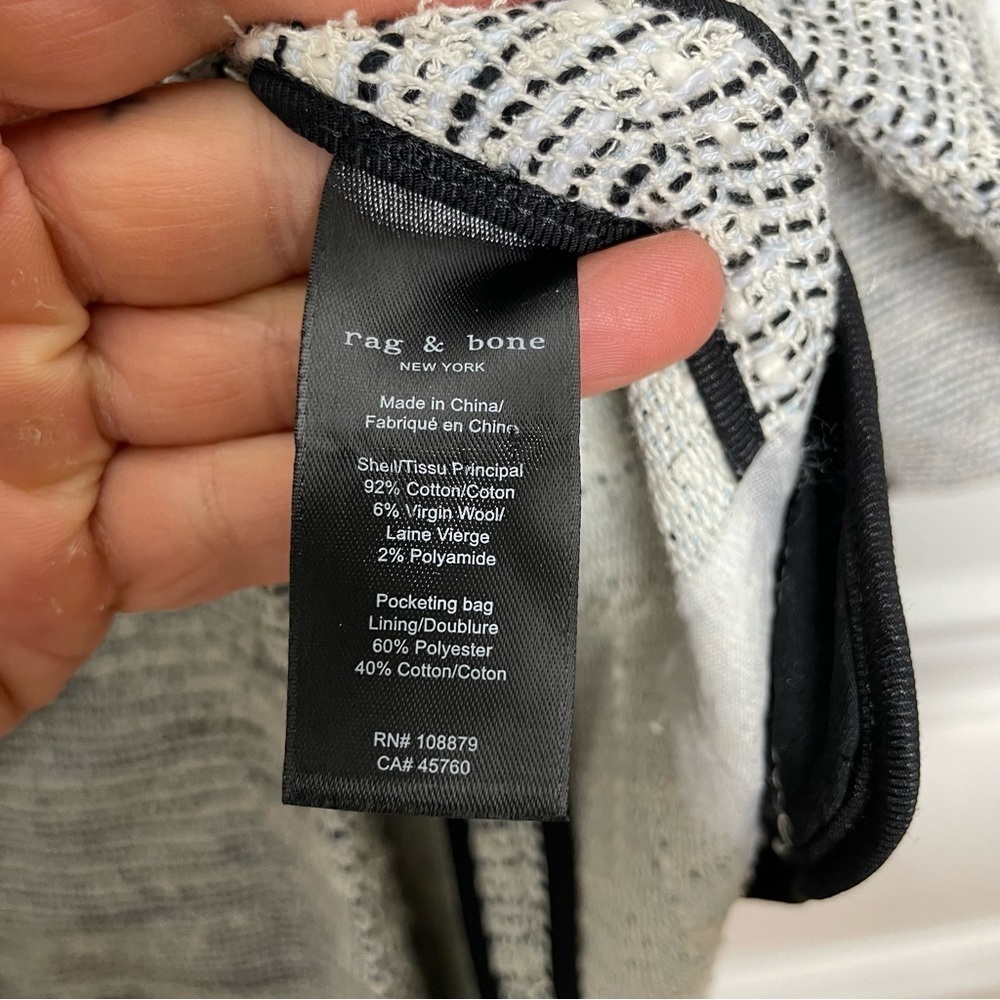 rag & bone
NEW YORK
Made in China/
Fabriqué en Chine
Shell/Tissu Principal
92% Cotton/Coton
6% Virgin Wool/
Laine Vierge
2% Polyamide
Pocketing bag
Lining/Doublure
60% Polyester
40% Cotton/Coton
RN# 108879
CA# 45760